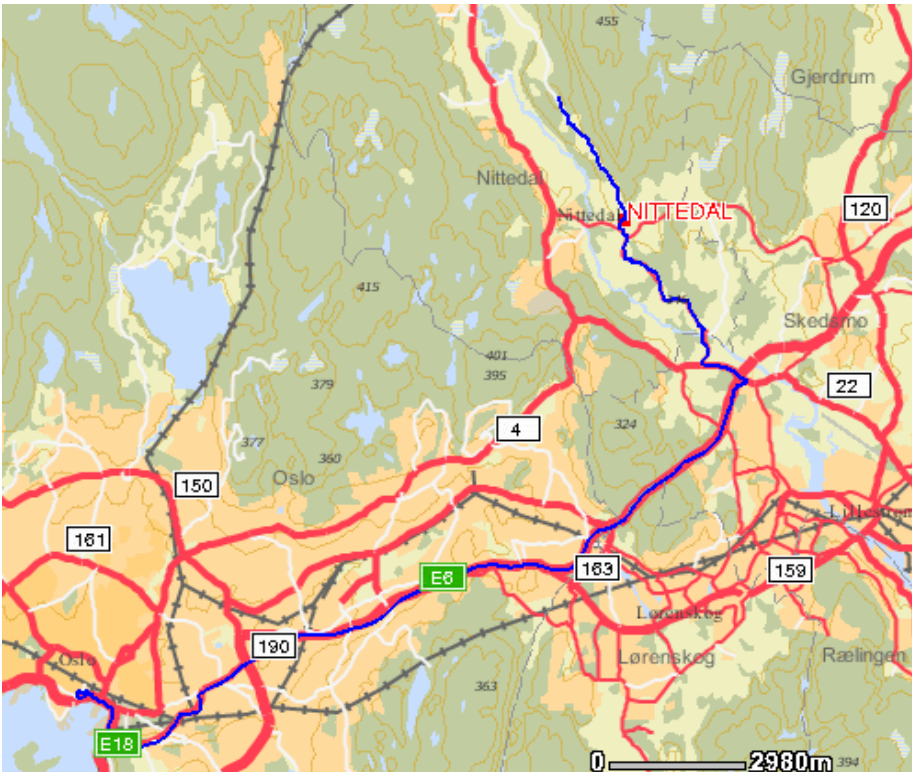 455
Gjerdrum
Nittedal
Nittedal
NITTEDAL
120
415
Skedsmo
401
395
379
22
4
324
377
360
Oslo
150
Lillestrøm
161
E6
163
159
Lørenskog
190
Oslo
Lørenskog
Rælingen
363
E18
0 2980m
394